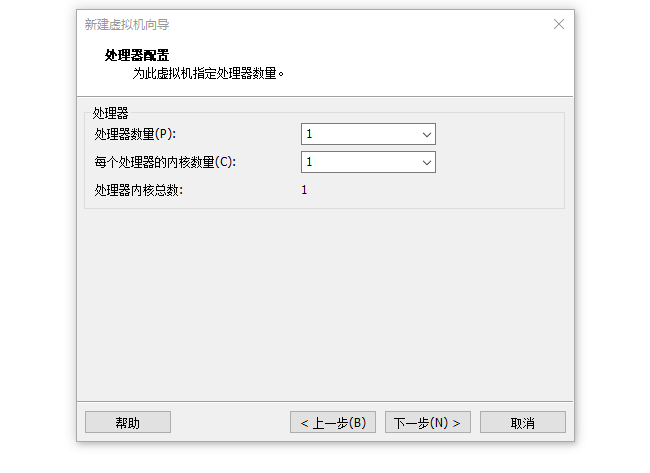 新建虚拟机向导
处理器配置
为此虚拟机指定处理器数量。
处理器
处理器数量(P): 1
每个处理器的内核数量(C): 1
处理器内核总数: 1
帮助 < 上一步(B) 下一步(N) > 取消